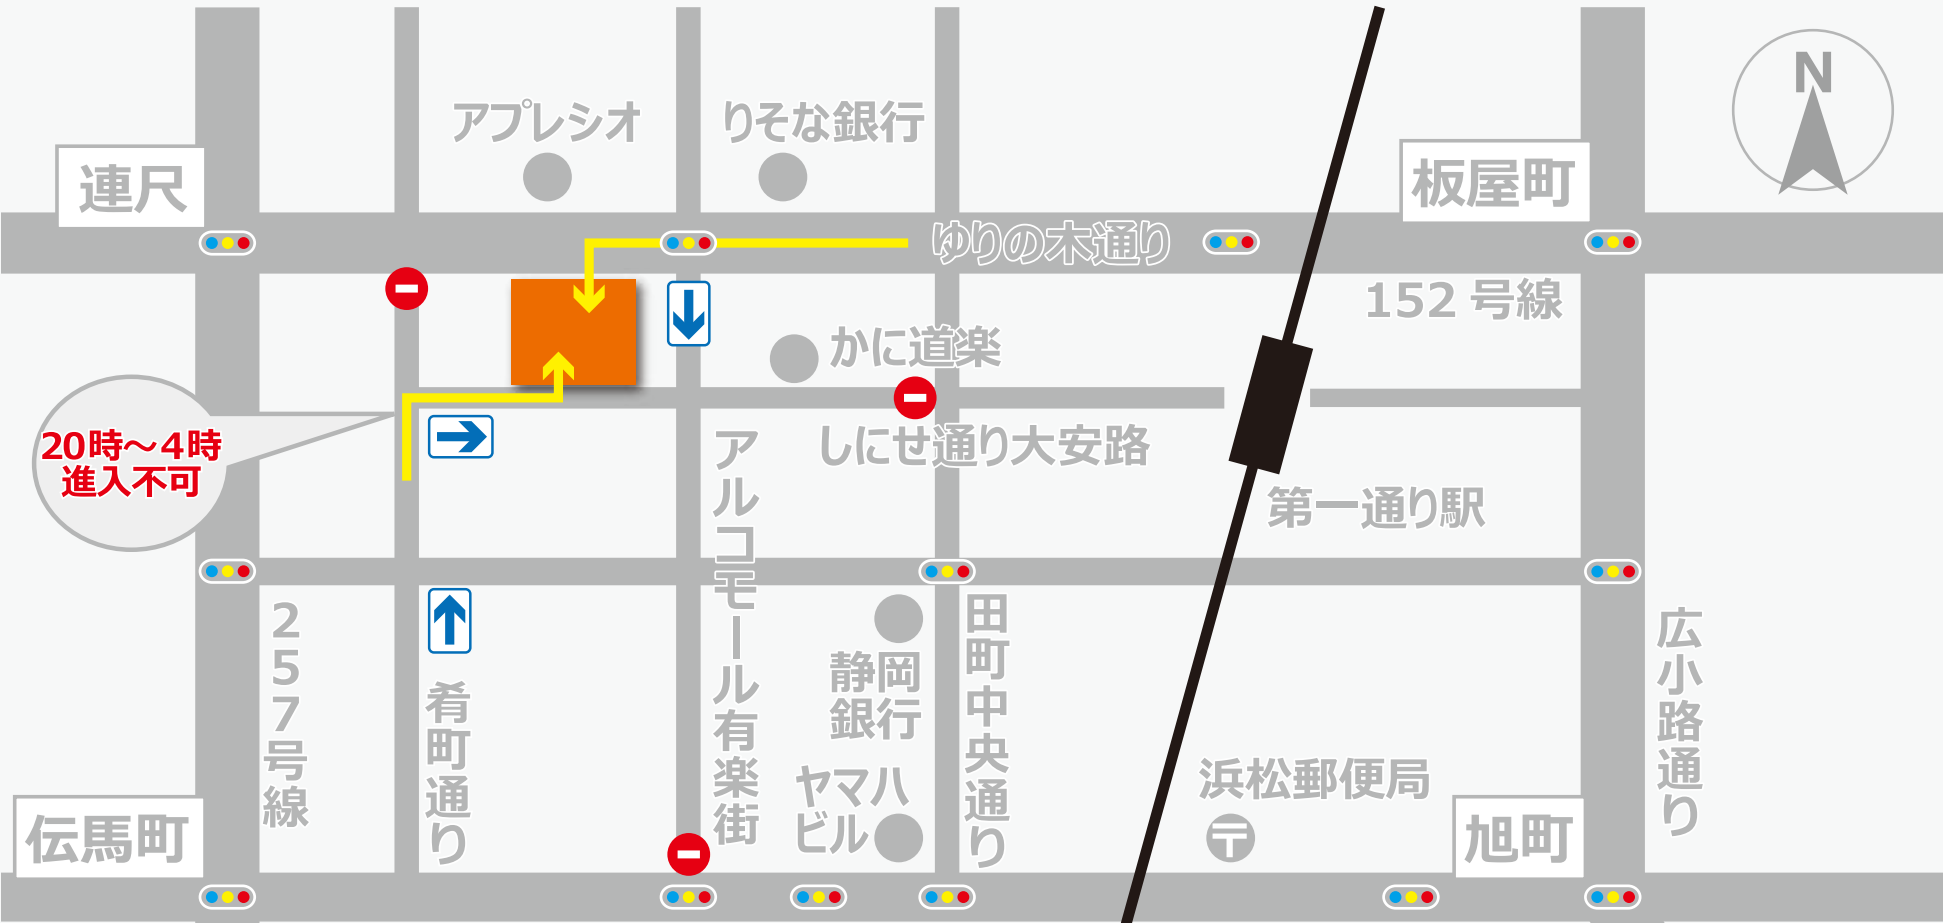 N
アプレシオ
りそな銀行
連尺
板屋町
ゆりの木通り
152 号線
かに道楽
20時～4時
進入不可
しにせ通り大安路
第一通り駅
257号線
肴町通り
アルコモール有楽街
静岡
銀行
田町中央通り
広小路通り
ヤマハ
ビル
浜松郵便局
〒
伝馬町
旭町